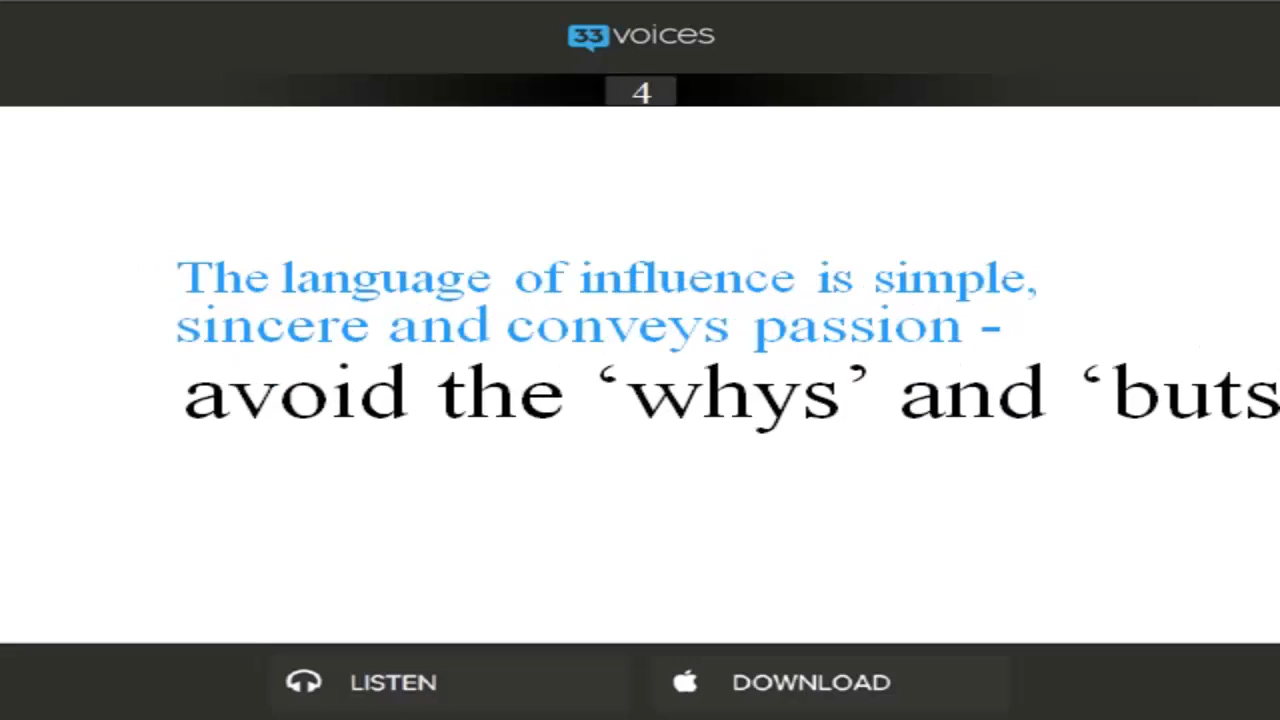 33voices
4
The language of influence is simple,
sincere and conveys passion -
avoid the ‘whys’ and ‘buts
LISTEN
DOWNLOAD